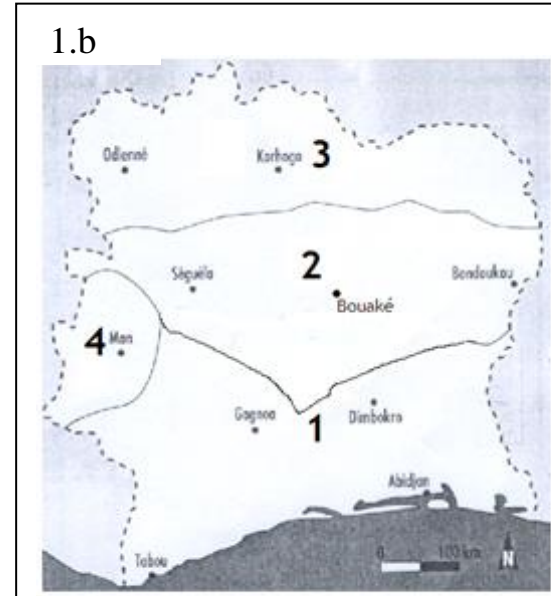 1.b
Odienné
Korhogo
3
Séguéla
2
Bondoukou
Bouaké
4
Man
1
Gagnoa
Dimbokro
Abidjan
Tabou
0 100 km
N